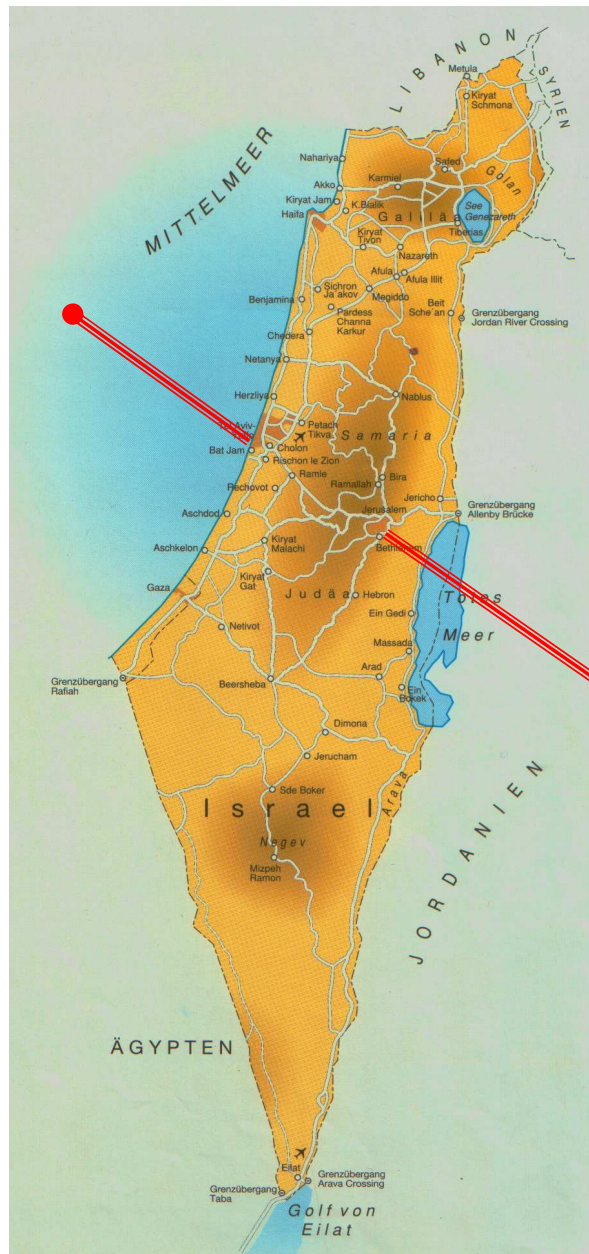 LIBANON
SYRIEN
Metula
Kiryat
Schmona
MITTELMEER
Nahariya
Safed
Golan
Akko
Karmiel
Kiryat Jam
K.Bialik
See
Genezareth
Haifa
Galiläa
Kiryat
Tivon
Tiberias
Nazareth
Afula
Afula Illit
Sichron
Ja'akov
Megiddo
Benjamina
Beit
Sche'an
Grenzübergang
Jordan River Crossing
Pardess
Channa
Karkur
Chedera
Netanya
Herzliya
Nablus
Aviv-
Petach
Tikva
Samaria
Bat Jam
Cholon
Rischon le Zion
Ramle
Bira
Ramallah
Rechovot
Jericho
Aschdod
Jerusalem
Grenzübergang
Allenby Brücke
Aschkelon
Kiryat
Malachi
Bethlehem
Kiryat
Gat
Gaza
Judäa
Hebron
Totes
Meer
Ein Gedi
Netivot
Massada
Grenzübergang
Rafiah
Beersheba
Arad
Ein
Bokek
Dimona
Jerucham
JORDANIEN
Sde Boker
Arava
Israel
Negev
Mizpeh
Ramon
ÄGYPTEN
Eilat
Grenzübergang
Arava Crossing
Grenzübergang
Taba
Golf von
Eilat